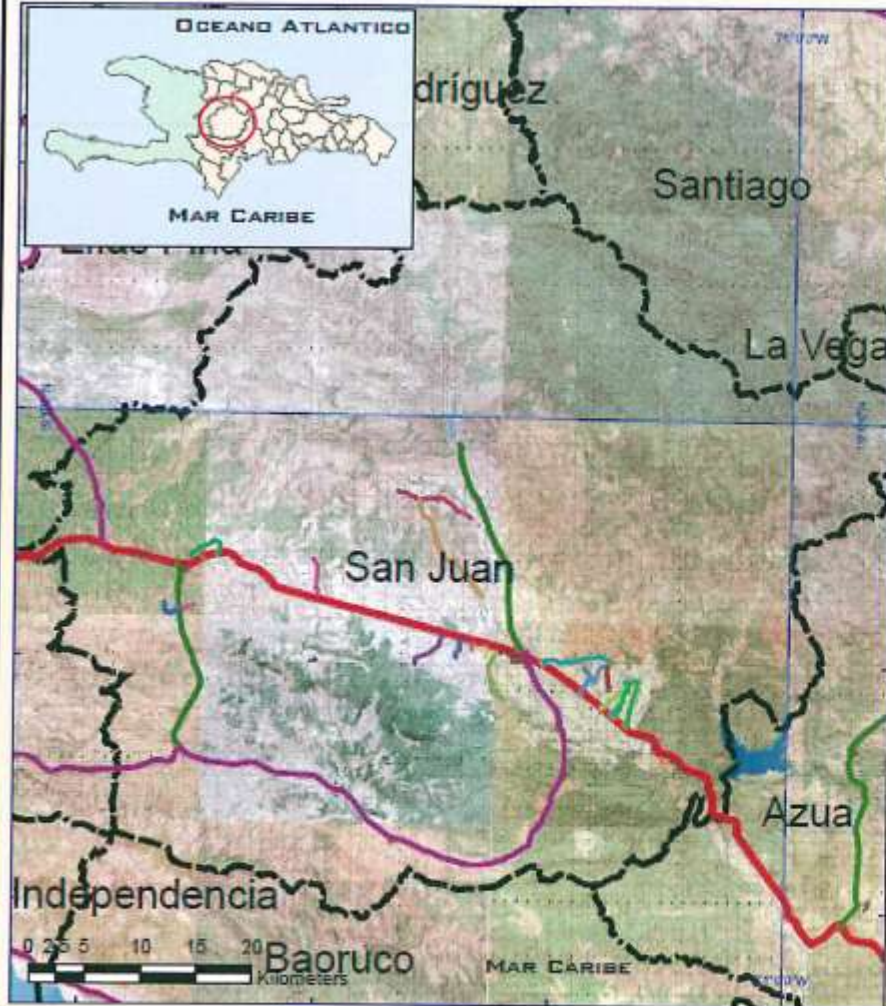 OCEANO ATLANTICO
MAR CARIBE
dríguez
Santiago
La Vega
San Juan
Azua
Independencia
0 2.5 5 10 15 20
Kilometers
Baoruco
MAR CARIBE